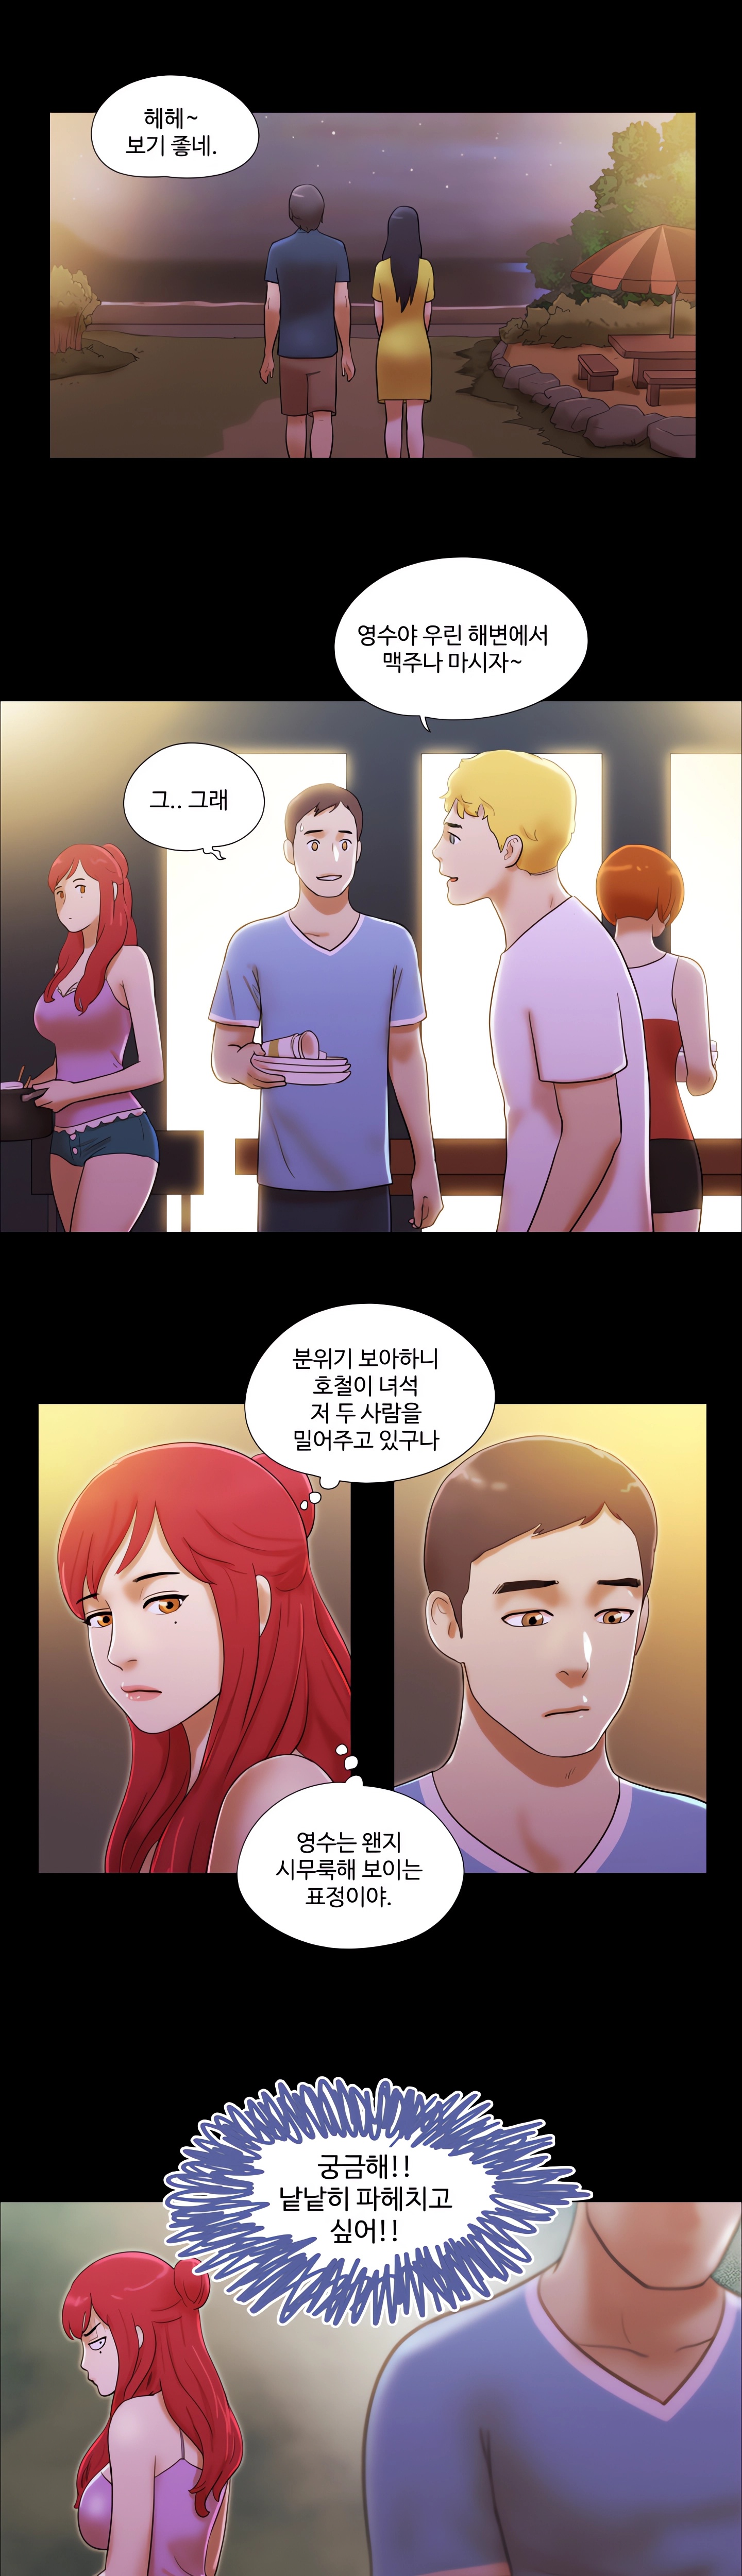 헤헤~
보기 좋네.
영수야 우린 해변에서
맥주나 마시자~
그.. 그래
분위기 보아하니
호철이 녀석
저 두 사람을
밀어주고 있구나
영수는 왠지
시무룩해 보이는
표정이야.
궁금해!!
낱낱히 파헤치고
싶어!!